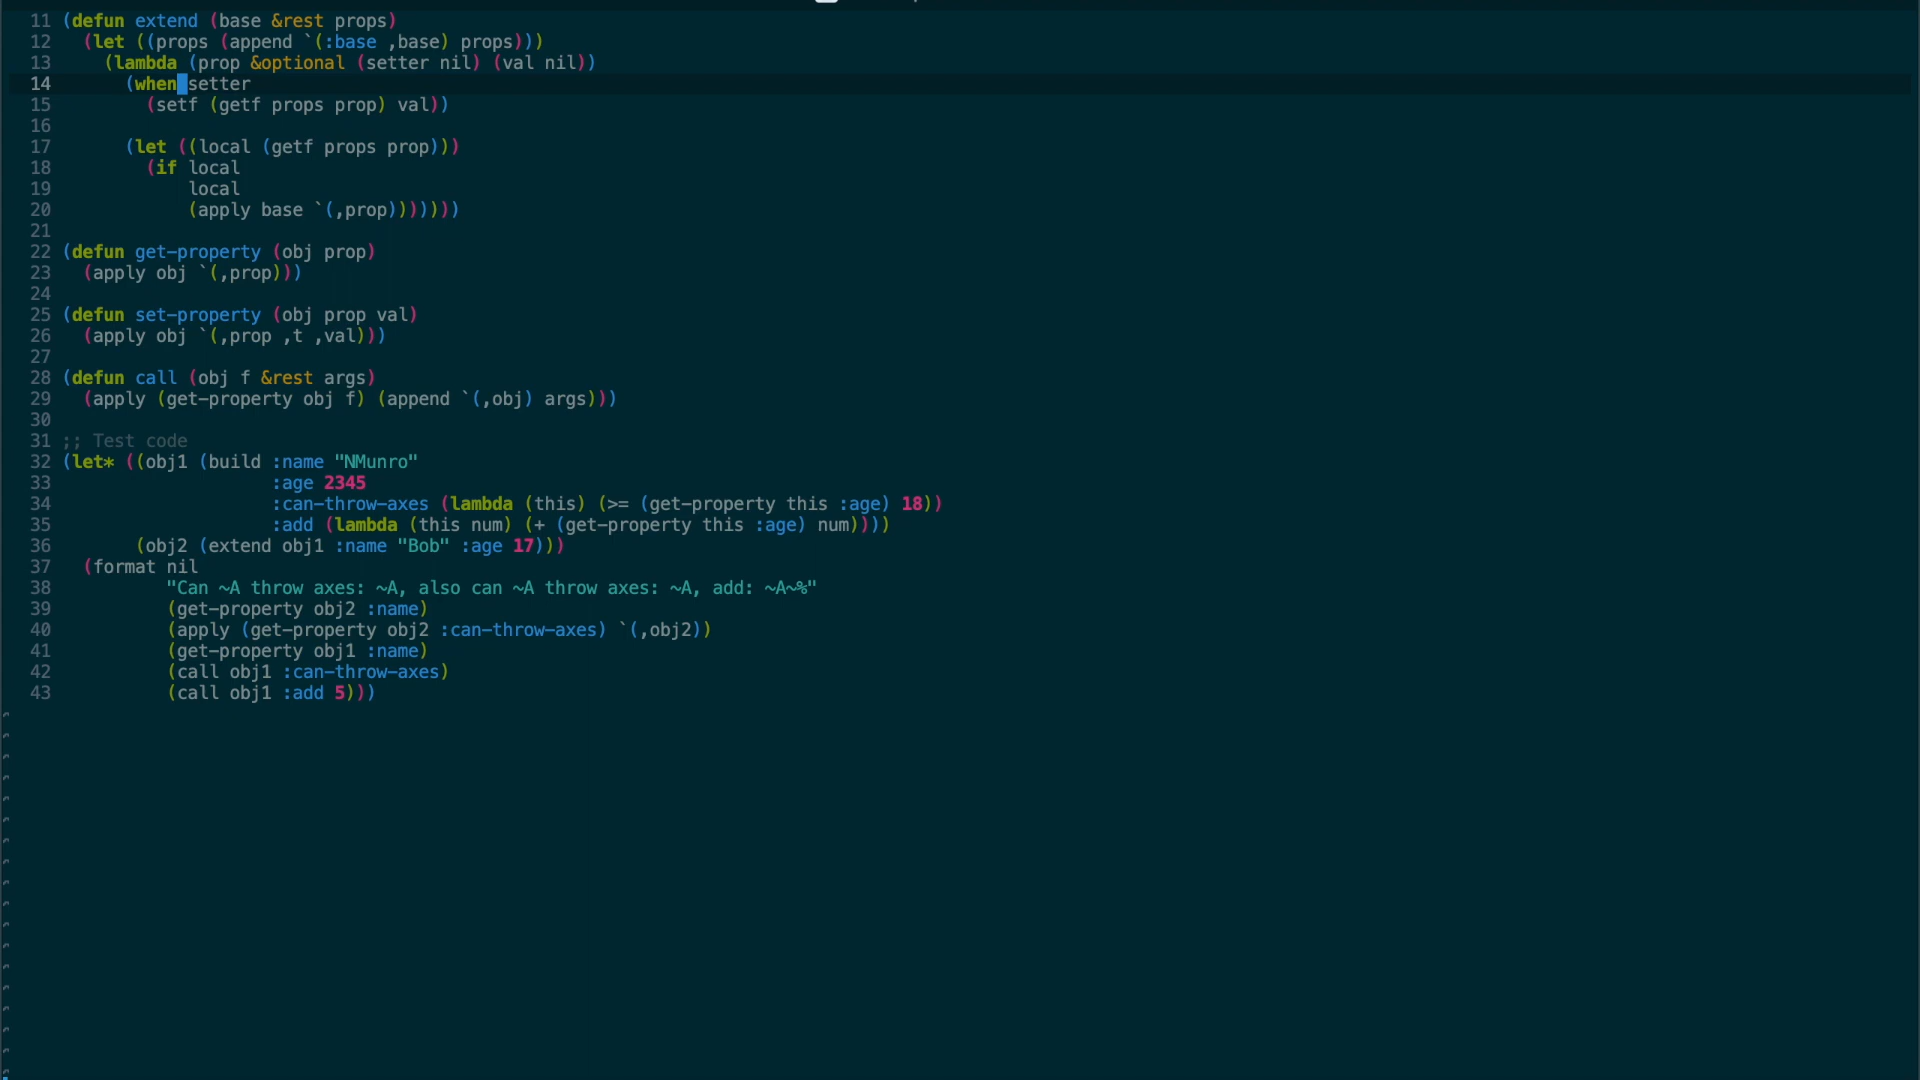 11 (defun extend (base &rest props)
12   (let ((props (append `(:base ,base) props)))
13     (lambda (prop &optional (setter nil) (val nil))
14       (when setter
15         (setf (getf props prop) val))
16
17       (let ((local (getf props prop)))
18         (if local
19             local
20             (apply base `(,prop)))))))
21
22 (defun get-property (obj prop)
23   (apply obj `(,prop)))
24
25 (defun set-property (obj prop val)
26   (apply obj `(,prop ,t ,val)))
27
28 (defun call (obj f &rest args)
29   (apply (get-property obj f) (append `(,obj) args)))
30
31 ;; Test code
32 (let* ((obj1 (build :name "NMunro"
33                     :age 2345
34                     :can-throw-axes (lambda (this) (>= (get-property this :age) 18))
35                     :add (lambda (this num) (+ (get-property this :age) num))))
36        (obj2 (extend obj1 :name "Bob" :age 17)))
37   (format nil
38           "Can ~A throw axes: ~A, also can ~A throw axes: ~A, add: ~A~%"
39           (get-property obj2 :name)
40           (apply (get-property obj2 :can-throw-axes) `(,obj2))
41           (get-property obj1 :name)
42           (call obj1 :can-throw-axes)
43           (call obj1 :add 5)))